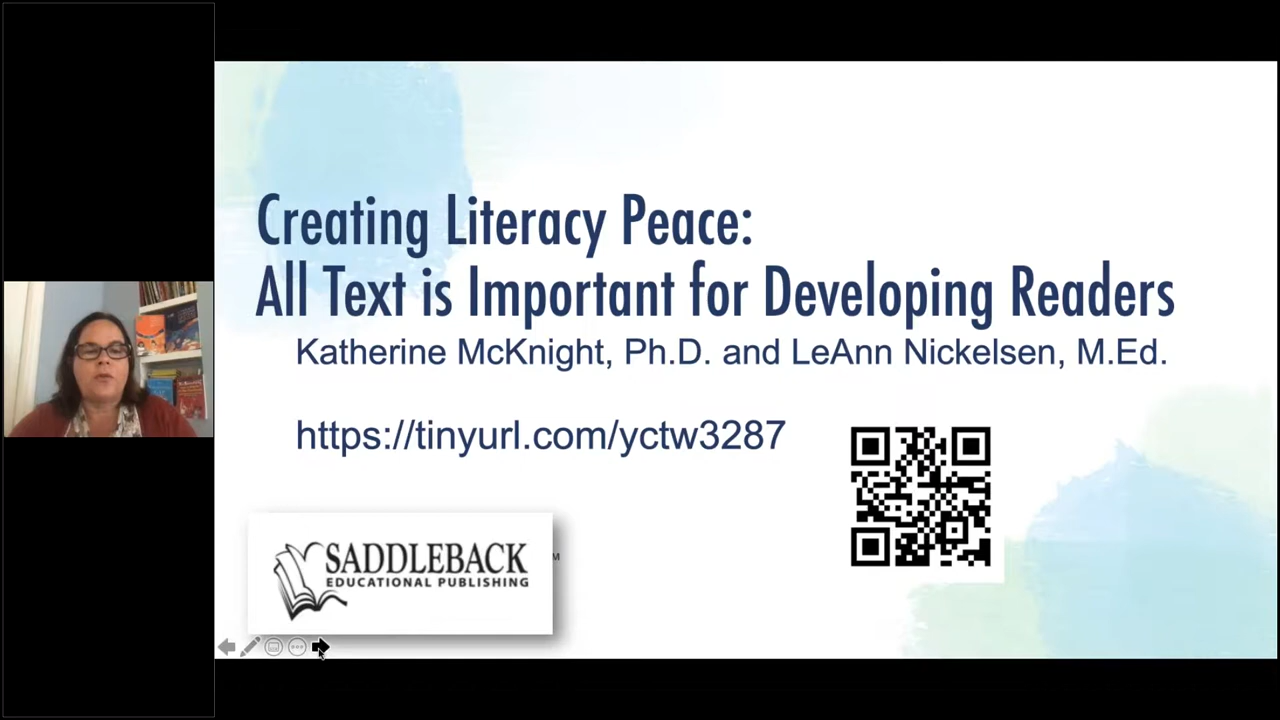 Creating Literacy Peace:
All Text is Important for Developing Readers
Katherine McKnight, Ph.D. and LeAnn Nickelsen, M.Ed.
https://tinyurl.com/yctw3287
SADDLEBACK
EDUCATIONAL PUBLISHING
M